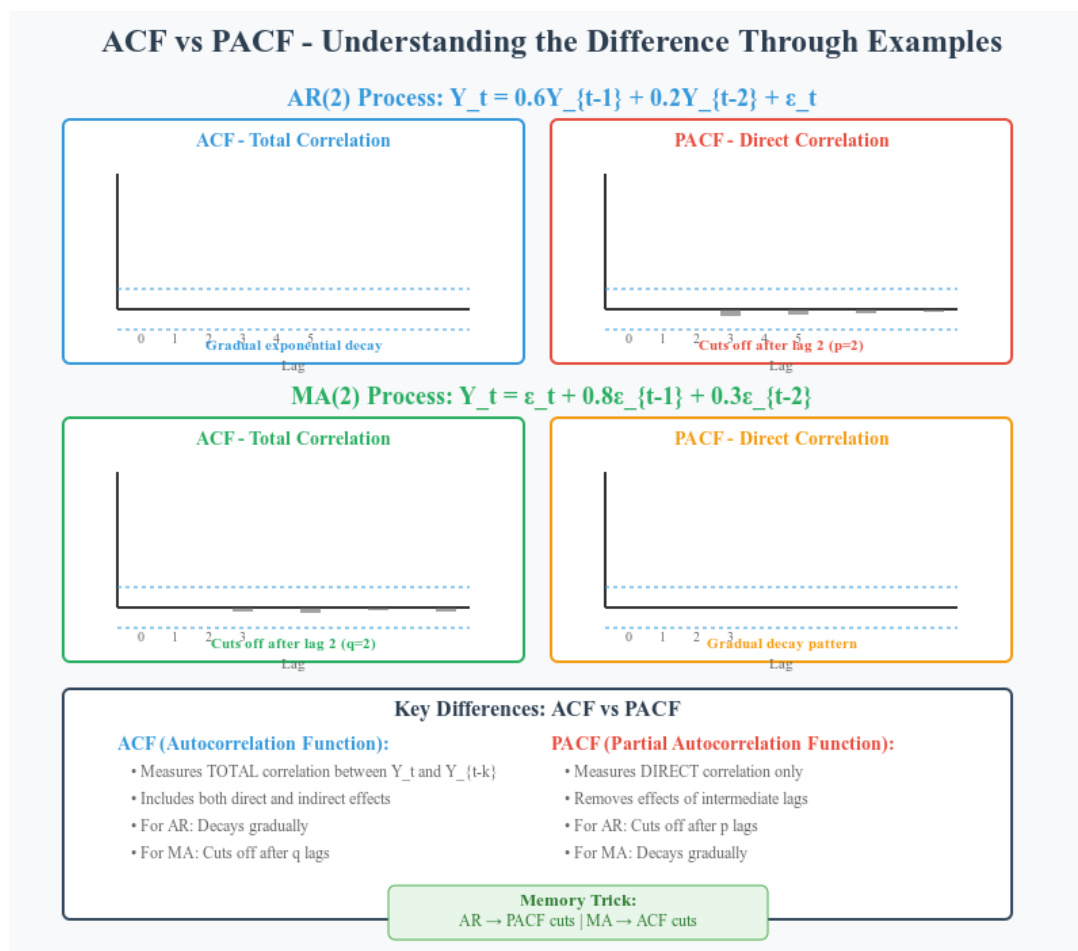 ACF vs PACF - Understanding the Difference Through Examples
AR(2) Process: Y_t = 0.6Y_{t-1} + 0.2Y_{t-2} + ε_t
ACF - Total Correlation
0 1 2 3 4 5
Gradual exponential decay
Lag
PACF - Direct Correlation
0 1 2 3 4 5
Cuts off after lag 2 (p=2)
Lag
MA(2) Process: Y_t = ε_t + 0.8ε_{t-1} + 0.3ε_{t-2}
ACF - Total Correlation
0 1 2 3
Cuts off after lag 2 (q=2)
Lag
PACF - Direct Correlation
0 1 2 3
Gradual decay pattern
Lag
Key Differences: ACF vs PACF
ACF (Autocorrelation Function):
• Measures TOTAL correlation between Y_t and Y_{t-k}
• Includes both direct and indirect effects
• For AR: Decays gradually
• For MA: Cuts off after q lags
PACF (Partial Autocorrelation Function):
• Measures DIRECT correlation only
• Removes effects of intermediate lags
• For AR: Cuts off after p lags
• For MA: Decays gradually
Memory Trick:
AR → PACF cuts | MA → ACF cuts